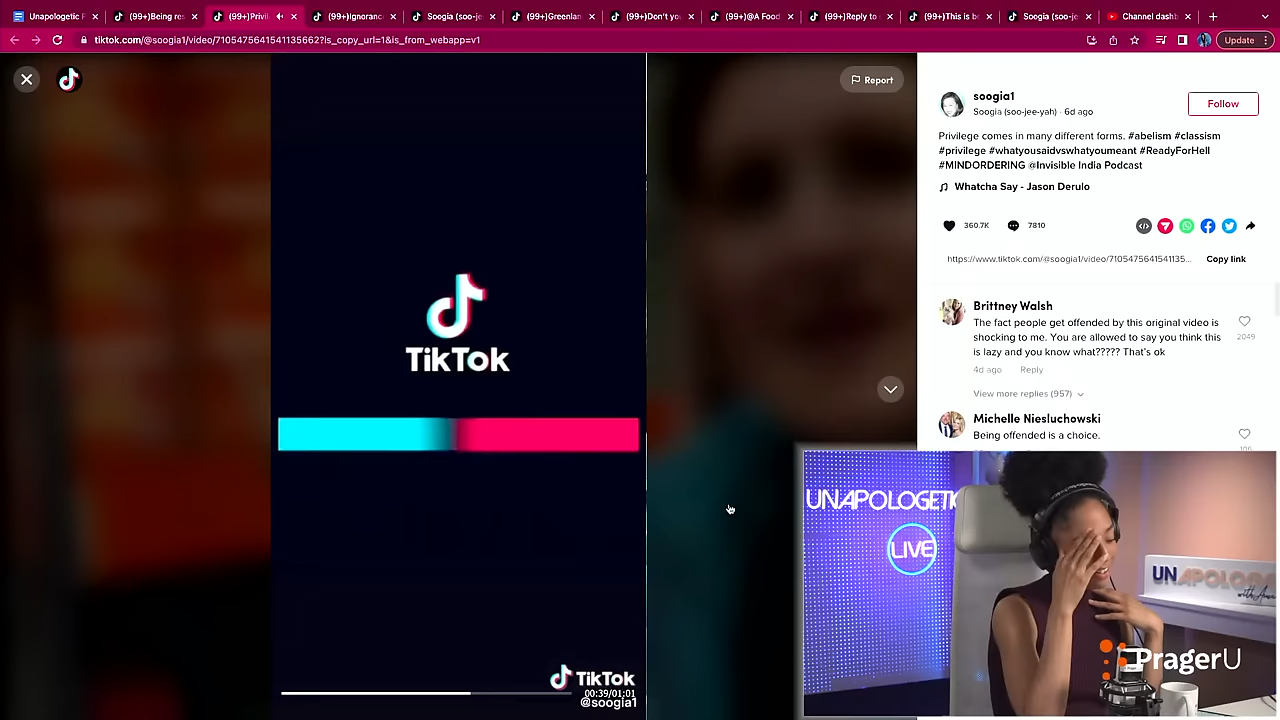 Unapologetic P
(99+)Being res
(99+)Privil
(99+)Ignoranc
Soogia (soo-je
(99+)Greenlan
(99+)Don't you
(99+)@A Food
(99+)Reply to
(99+)This is b
Soogia (soo-je
Channel dashb
tiktok.com/@soogia1/video/7105475641541135662?is_copy_url=1&is_from_webapp=v1
Update
Report
soogia1
Soogia (soo-jee-yah) · 6d ago
Follow
Privilege comes in many different forms. #abelism #classism
#privilege #whatyousaidvswhatyoumeant #ReadyForHell
#MINDORDERING @Invisible India Podcast
Whatcha Say - Jason Derulo
360.7K
7810
https://www.tiktok.com/@soogia1/video/7105475641541135...
Copy link
Brittney Walsh
The fact people get offended by this original video is
shocking to me. You are allowed to say you think this
is lazy and you know what????? That's ok
2049
4d ago Reply
View more replies (957)
Michelle Niesluchowski
Being offended is a choice.
TikTok
UNAPOLOGETIC
LIVE
UNAPOLOG
PragerU
TikTok
00:39/01:01
@soogia1